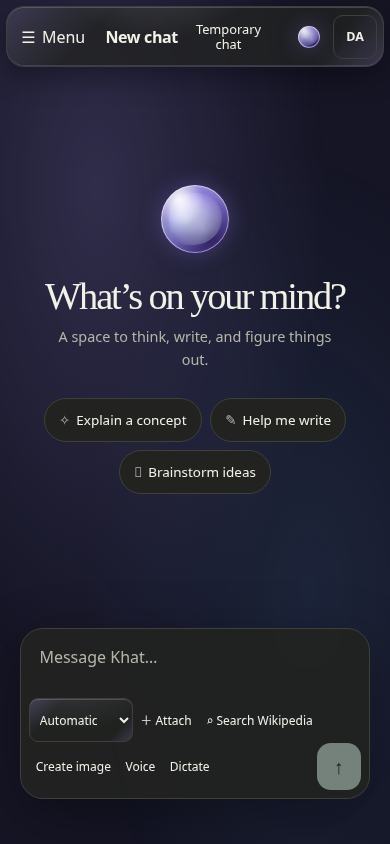 ☰ Menu New chat Temporary chat DA
What’s on your mind?
A space to think, write, and figure things
out.
✧ Explain a concept ✎ Help me write
Brainstorm ideas
Message Khat...
Automatic + Attach ⌕ Search Wikipedia
Create image Voice Dictate ↑